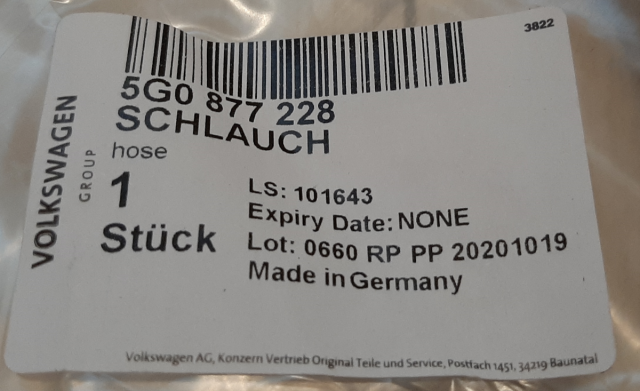 3822
5G0 877 228
SCHLAUCH
hose
1
Stück
VOLKSWAGEN
GROUP
LS: 101643
Expiry Date: NONE
Lot: 0660 RP PP 20201019
Made in Germany
Volkswagen AG, Konzern Vertrieb Original Teile und Service, Postfach 1451, 34219 Baunatal